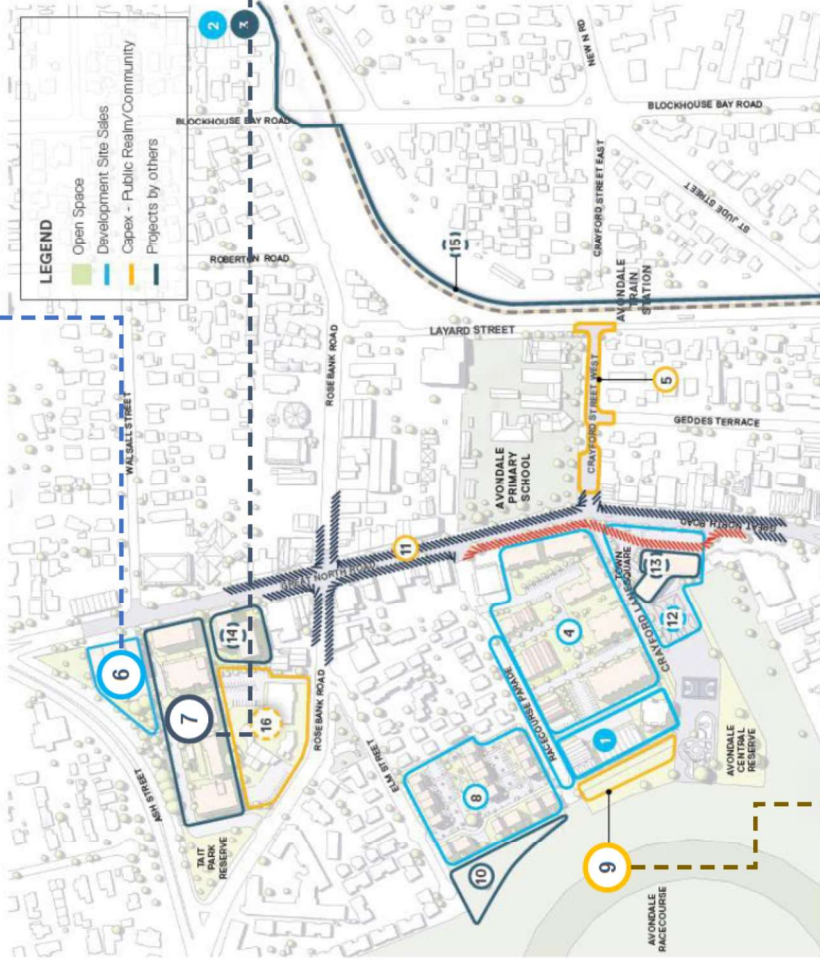 LEGEND
Open Space
Development Site Sales
Capex - Public Realm/Community
Projects by others
2
3
NEW N RD
BLOCKHOUSE BAY ROAD
BLOCKHOUSE BAY ROAD
CRAYFORD STREET EAST
ST JUDE STREET
(15)
ROBERTON ROAD
AVONDALE
TRAIN
STATION
LAYARD STREET
ROSEBANK ROAD
WALSALL STREET
CRAYFORD STREET WEST
5
GEDDES TERRACE
AVONDALE
PRIMARY
SCHOOL
11
GREAT NORTH ROAD
GREAT NORTH ROAD
TOWN
SQUARE
(13)
(12)
CRAYFORD LANE
4
6
(14)
7
16
ROSEBANK ROAD
RACECOURSE PARADE
ELM STREET
1
8
ASH STREET
TAIT
PARK
RESERVE
AVONDALE
CENTRAL
RESERVE
10
9
AVONDALE
RACECOURSE